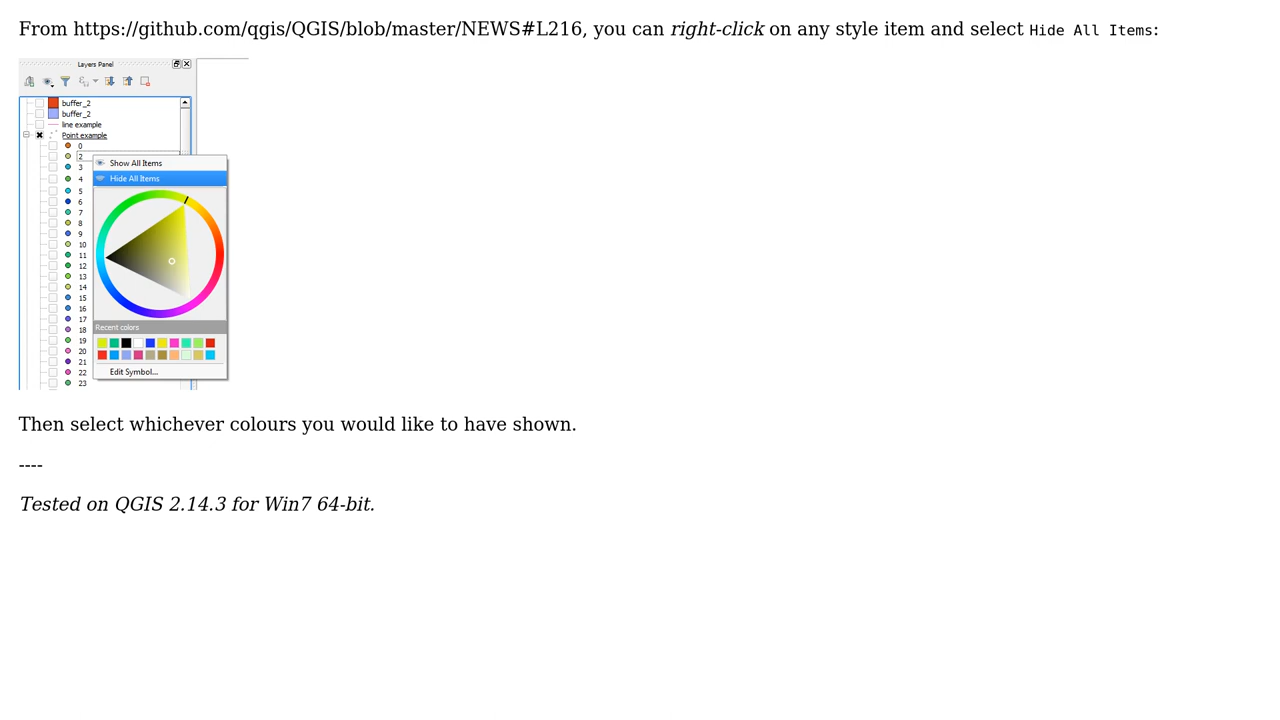 From https://github.com/qgis/QGIS/blob/master/NEWS#L216, you can right-click on any style item and select Hide All Items:
Layers Panel
buffer_2
buffer_2
line example
Point example
0
2
3
4
5
6
7
8
9
10
11
12
13
14
15
16
17
18
19
20
21
22
23
Show All Items
Hide All Items
Recent colors
Edit Symbol...
Then select whichever colours you would like to have shown.
----
Tested on QGIS 2.14.3 for Win7 64-bit.